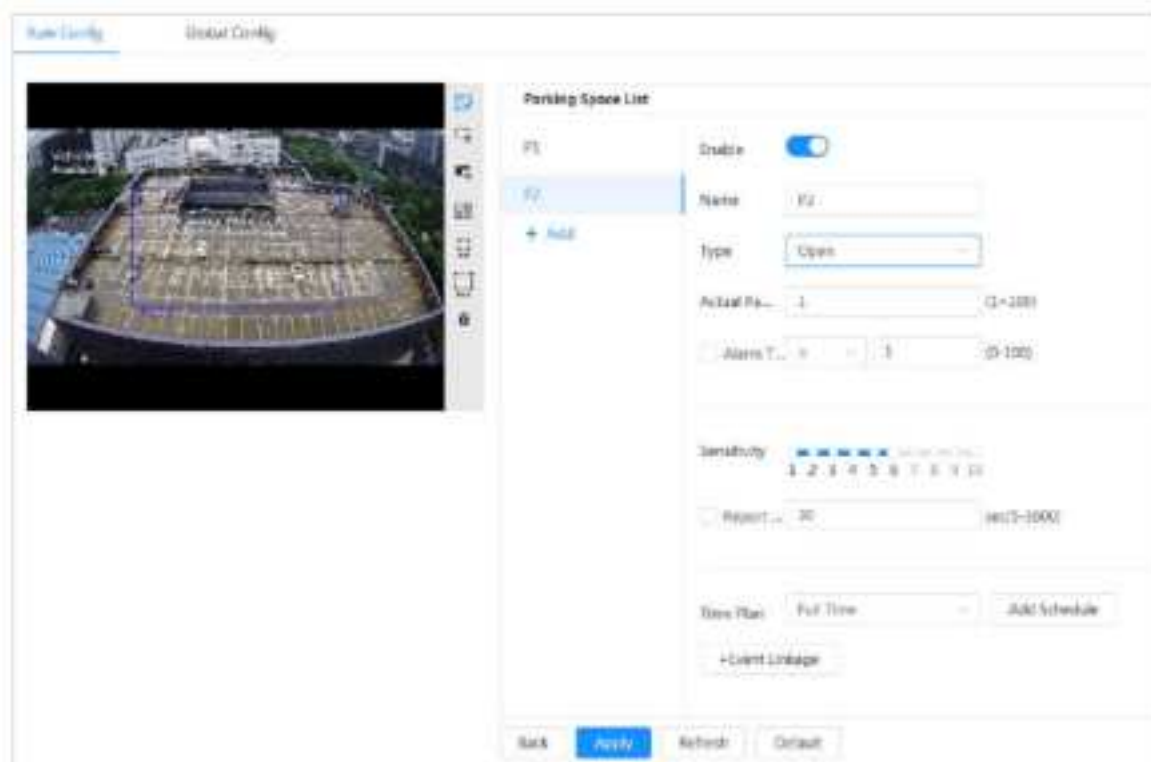 Rule Config Global Config
Parking Space List
P1
P2
+ Add
Enable
Name P2
Type Open
Actual Pa... 1 (1~100)
Alarm T... 1 (0-100)
Sensitivity
1 2 3 4 5 6 7 8 9 10
Report ... 30 sec(5~3600)
Time Plan Full Time Add Schedule
+Event Linkage
Back Apply Refresh Default